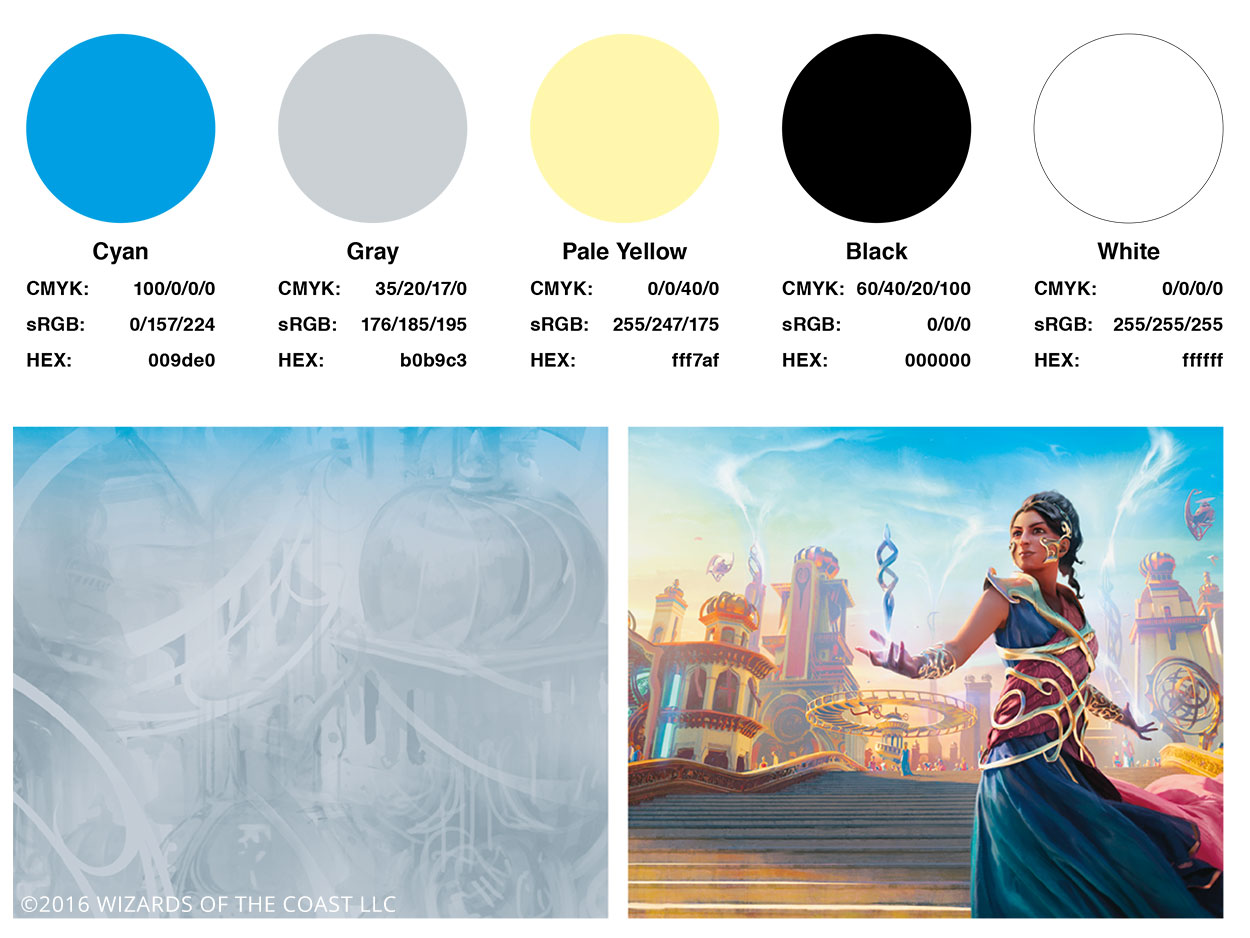 Cyan
CMYK: 100/0/0/0
sRGB: 0/157/224
HEX: 009de0
Gray
CMYK: 35/20/17/0
sRGB: 176/185/195
HEX: b0b9c3
Pale Yellow
CMYK: 0/0/40/0
sRGB: 255/247/175
HEX: fff7af
Black
CMYK: 60/40/20/100
sRGB: 0/0/0
HEX: 000000
White
CMYK: 0/0/0/0
sRGB: 255/255/255
HEX: ffffff
©2016 WIZARDS OF THE COAST LLC